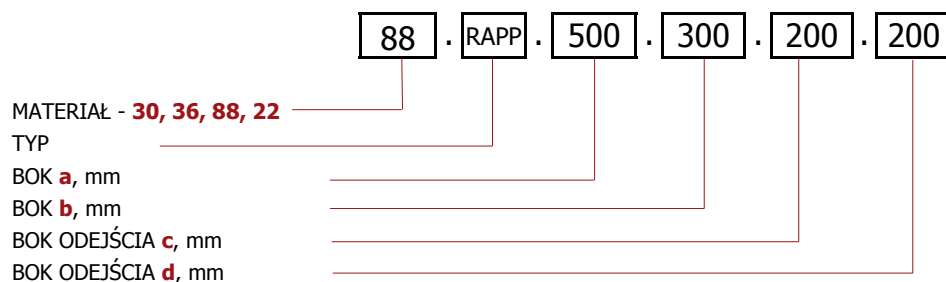 88 . RAPP . 500 . 300 . 200 . 200
MATERIAŁ - 30, 36, 88, 22
TYP
BOK a, mm
BOK b, mm
BOK ODEJŚCIA c, mm
BOK ODEJŚCIA d, mm